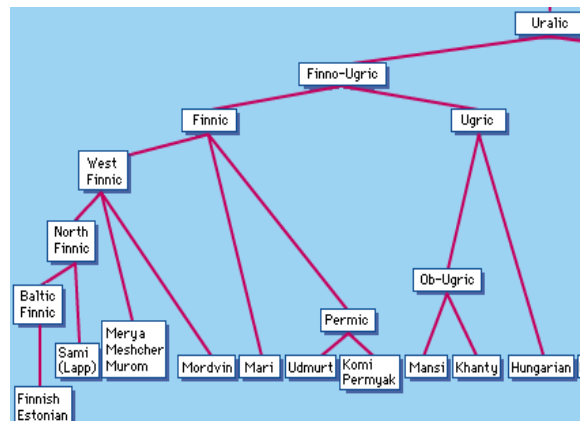 Uralic
Finno-Ugric
Finnic
Ugric
West
Finnic
North
Finnic
Ob-Ugric
Baltic
Finnic
Permic
Merya
Meshcher
Murom
Sami
(Lapp)
Mordvin
Mari
Udmurt
Komi
Permyak
Mansi
Khanty
Hungarian
Finnish
Estonian